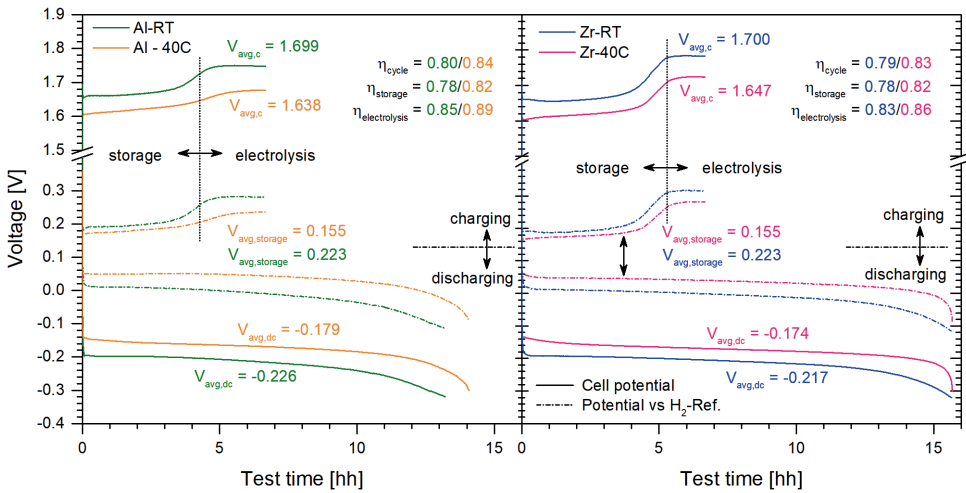 Al-RT
Al - 40C
V_avg,c = 1.699
V_avg,c = 1.638
η_cycle = 0.80/0.84
η_storage = 0.78/0.82
η_electrolysis = 0.85/0.89
storage
electrolysis
V_avg,storage = 0.155
V_avg,storage = 0.223
charging
discharging
V_avg,dc = -0.179
V_avg,dc = -0.226
Zr-RT
Zr-40C
V_avg,c = 1.700
V_avg,c = 1.647
η_cycle = 0.79/0.83
η_storage = 0.78/0.82
η_electrolysis = 0.83/0.86
storage
electrolysis
V_avg,storage = 0.155
V_avg,storage = 0.223
charging
discharging
V_avg,dc = -0.174
V_avg,dc = -0.217
Cell potential
Potential vs H₂-Ref.
Voltage [V]
1.9
1.8
1.7
1.6
1.5
0.3
0.2
0.1
0.0
-0.1
-0.2
-0.3
-0.4
0 5 10 15
0 5 10 15
Test time [hh]
Test time [hh]